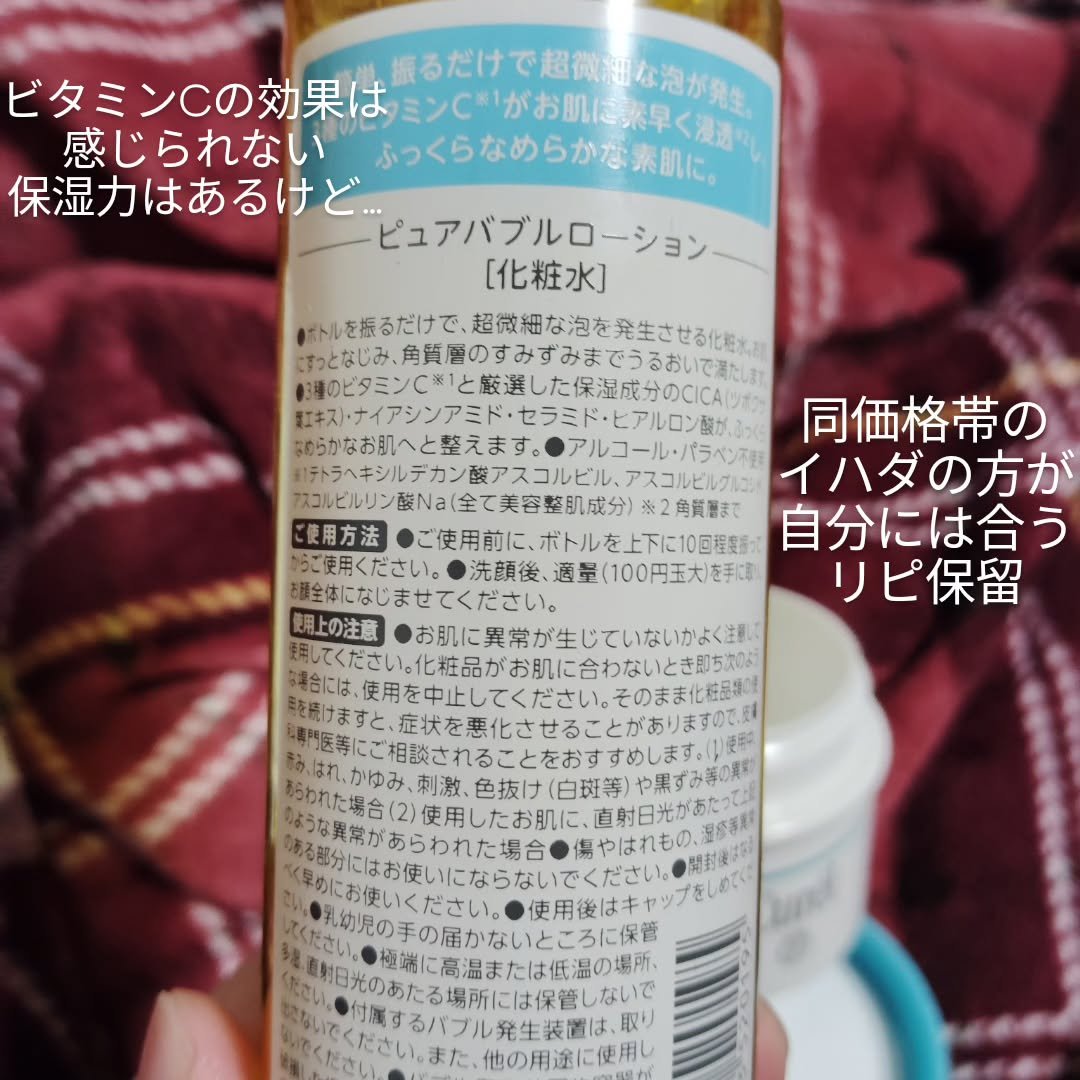 ビタミンCの効果は
感じられない
保湿力はあるけど…
振るだけで超微細な泡が発生。
種のビタミンC※1がお肌に素早く浸透※2し
ふっくらなめらかな素肌に。
ピュアバブルローション
[化粧水]
●ボトルを振るだけで、超微細な泡を発生させる化粧水。お肌
にすっとなじみ、角質層のすみずみまでうるおいで満たします。
●3種のビタミンC※1と厳選した保湿成分のCICA(ツボクサ
葉エキス)・ナイアシンアミド・セラミド・ヒアルロン酸が、ふっくら
なめらかなお肌へと整えます。●アルコール・パラベン不使用
※1テトラヘキシルデカン酸アスコルビル、アスコルビルグルコシド
アスコルビルリン酸Na(全て美容整肌成分) ※2角質層まで
ご使用方法 ●ご使用前に、ボトルを上下に10回程度振って
からご使用ください。●洗顔後、適量(100円玉大)を手に取り、
お顔全体になじませてください。
使用上の注意 ●お肌に異常が生じていないかよく注意して
使用してください。化粧品がお肌に合わないとき即ち次のよう
な場合には、使用を中止してください。そのまま化粧品類の使
用を続けますと、症状を悪化させることがありますので、皮膚
科専門医等にご相談されることをおすすめします。(1)使用中、
赤み、はれ、かゆみ、刺激、色抜け(白斑等)や黒ずみ等の異常が
あらわれた場合(2)使用したお肌に、直射日光があたって上記
のような異常があらわれた場合●傷やはれもの、湿疹等異常
のある部分にはお使いにならないでください。●開封後はなる
べく早めにお使いください。●使用後はキャップをしめてくだ
さい。●乳幼児の手の届かないところに保管
してください。●極端に高温または低温の場所、
多湿、直射日光のあたる場所には保管しないで
ください。●付属するバブル発生装置は、取り
出さないでください。また、他の用途に使用し
ないでください。
同価格帯の
イハダの方が
自分には合う
リピ保留